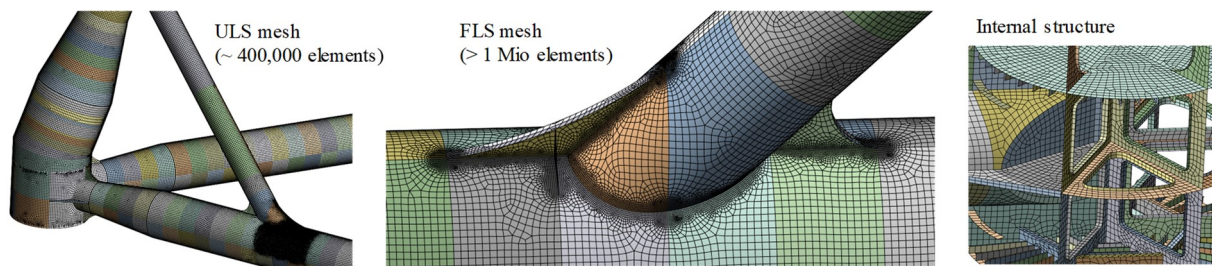 ULS mesh
(~ 400,000 elements)
FLS mesh
(> 1 Mio elements)
Internal structure